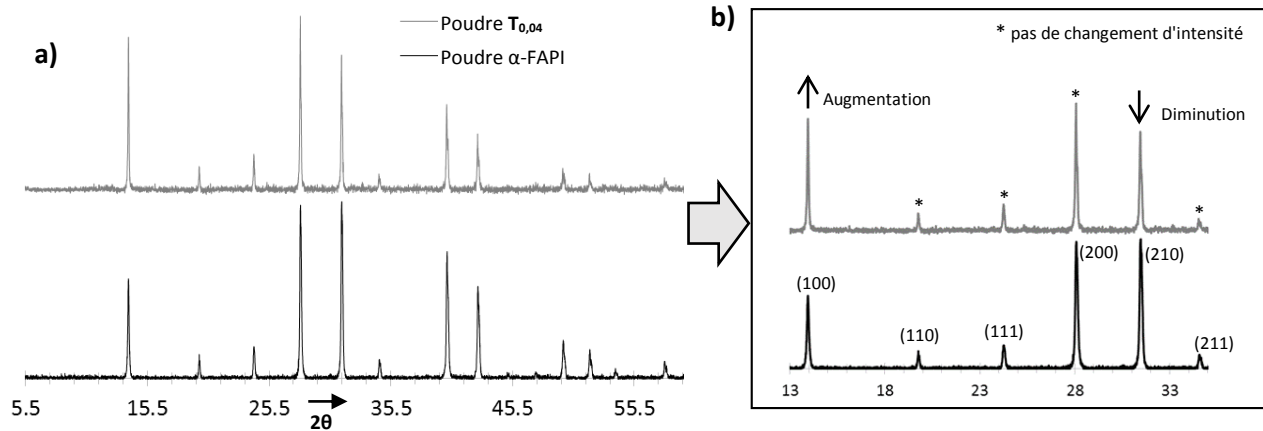 a)
Poudre T0,04
Poudre α-FAPI
5.5 15.5 25.5 35.5 45.5 55.5
2θ
b)
* pas de changement d'intensité
Augmentation
*
*
*
Diminution
*
(100)
(110)
(111)
(200)
(210)
(211)
13 18 23 28 33